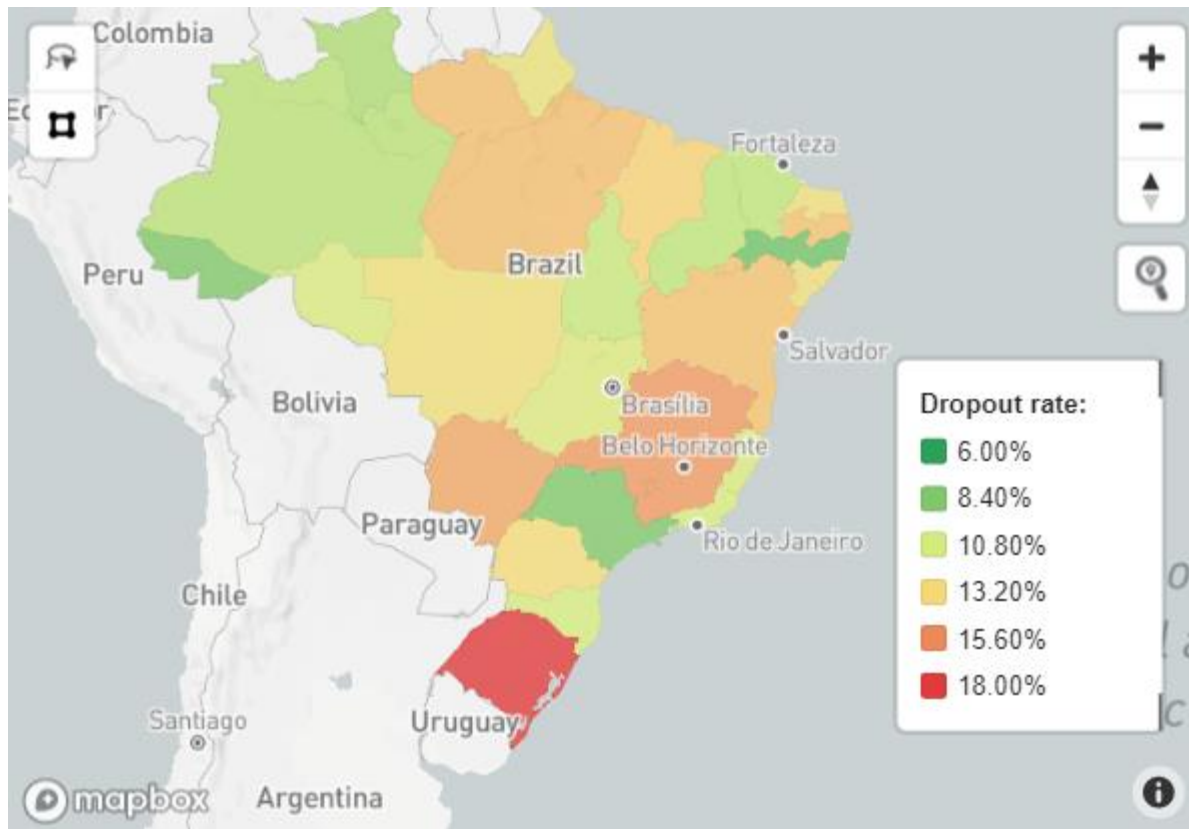 Colombia
Fortaleza
Peru
Brazil
Salvador
Bolivia
Brasília
Belo Horizonte
Paraguay
Rio de Janeiro
Chile
Santiago
Uruguay
Argentina
mapbox
Dropout rate:
6.00%
8.40%
10.80%
13.20%
15.60%
18.00%